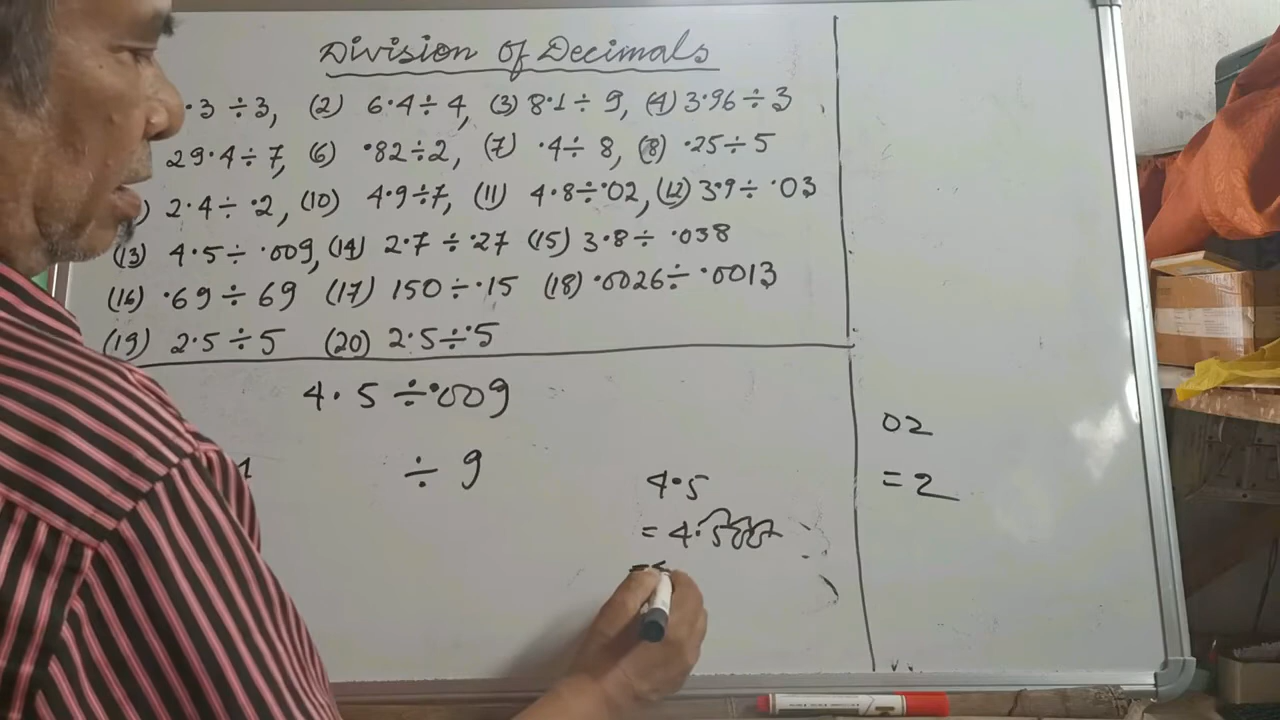 Division of Decimals
·3 ÷ 3, (2) 6·4 ÷ 4, (3) 8·1 ÷ 9, (4) 3·96 ÷ 3
29·4 ÷ 7, (6) ·82 ÷ 2, (7) ·4 ÷ 8, (8) ·25 ÷ 5
) 2·4 ÷ ·2, (10) 4·9 ÷ 7, (11) 4·8 ÷ ·02, (12) 3·9 ÷ ·03
(13) 4·5 ÷ ·009, (14) 2·7 ÷ ·27 (15) 3·8 ÷ ·038
(16) ·69 ÷ 69 (17) 150 ÷ ·15 (18) ·0026 ÷ ·0013
(19) 2·5 ÷ 5 (20) 2·5 ÷ ·5
4·5 ÷ ·009
÷ 9
4·5
= 4·500
02
= 2